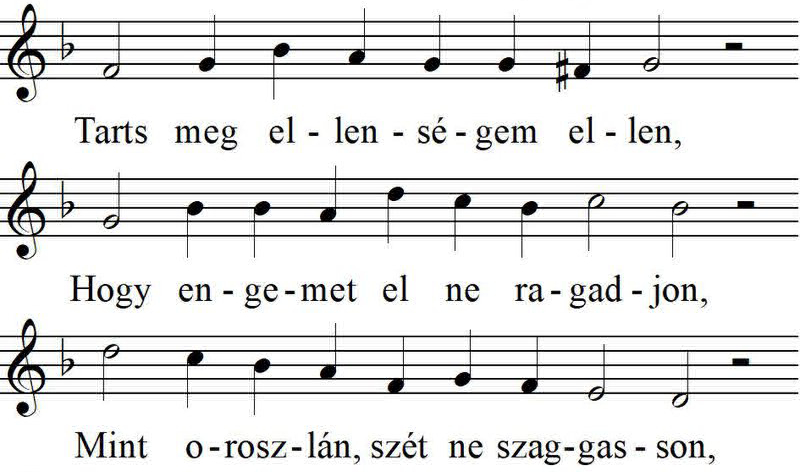 Tarts meg el - len - sé - gem el - len,
Hogy en - ge - met el ne ra - gad - jon,
Mint o - rosz - lán, szét ne szag - gas - son,